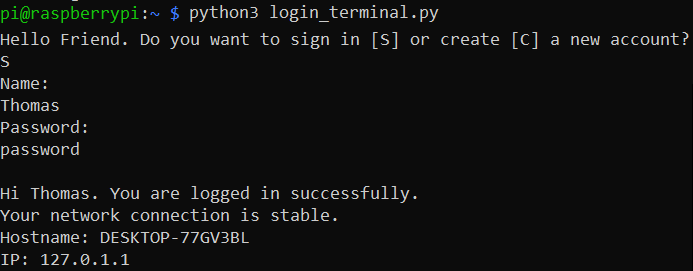 pi@raspberrypi:~ $ python3 login_terminal.py
Hello Friend. Do you want to sign in [S] or create [C] a new account?
S
Name:
Thomas
Password:
password

Hi Thomas. You are logged in successfully.
Your network connection is stable.
Hostname: DESKTOP-77GV3BL
IP: 127.0.1.1